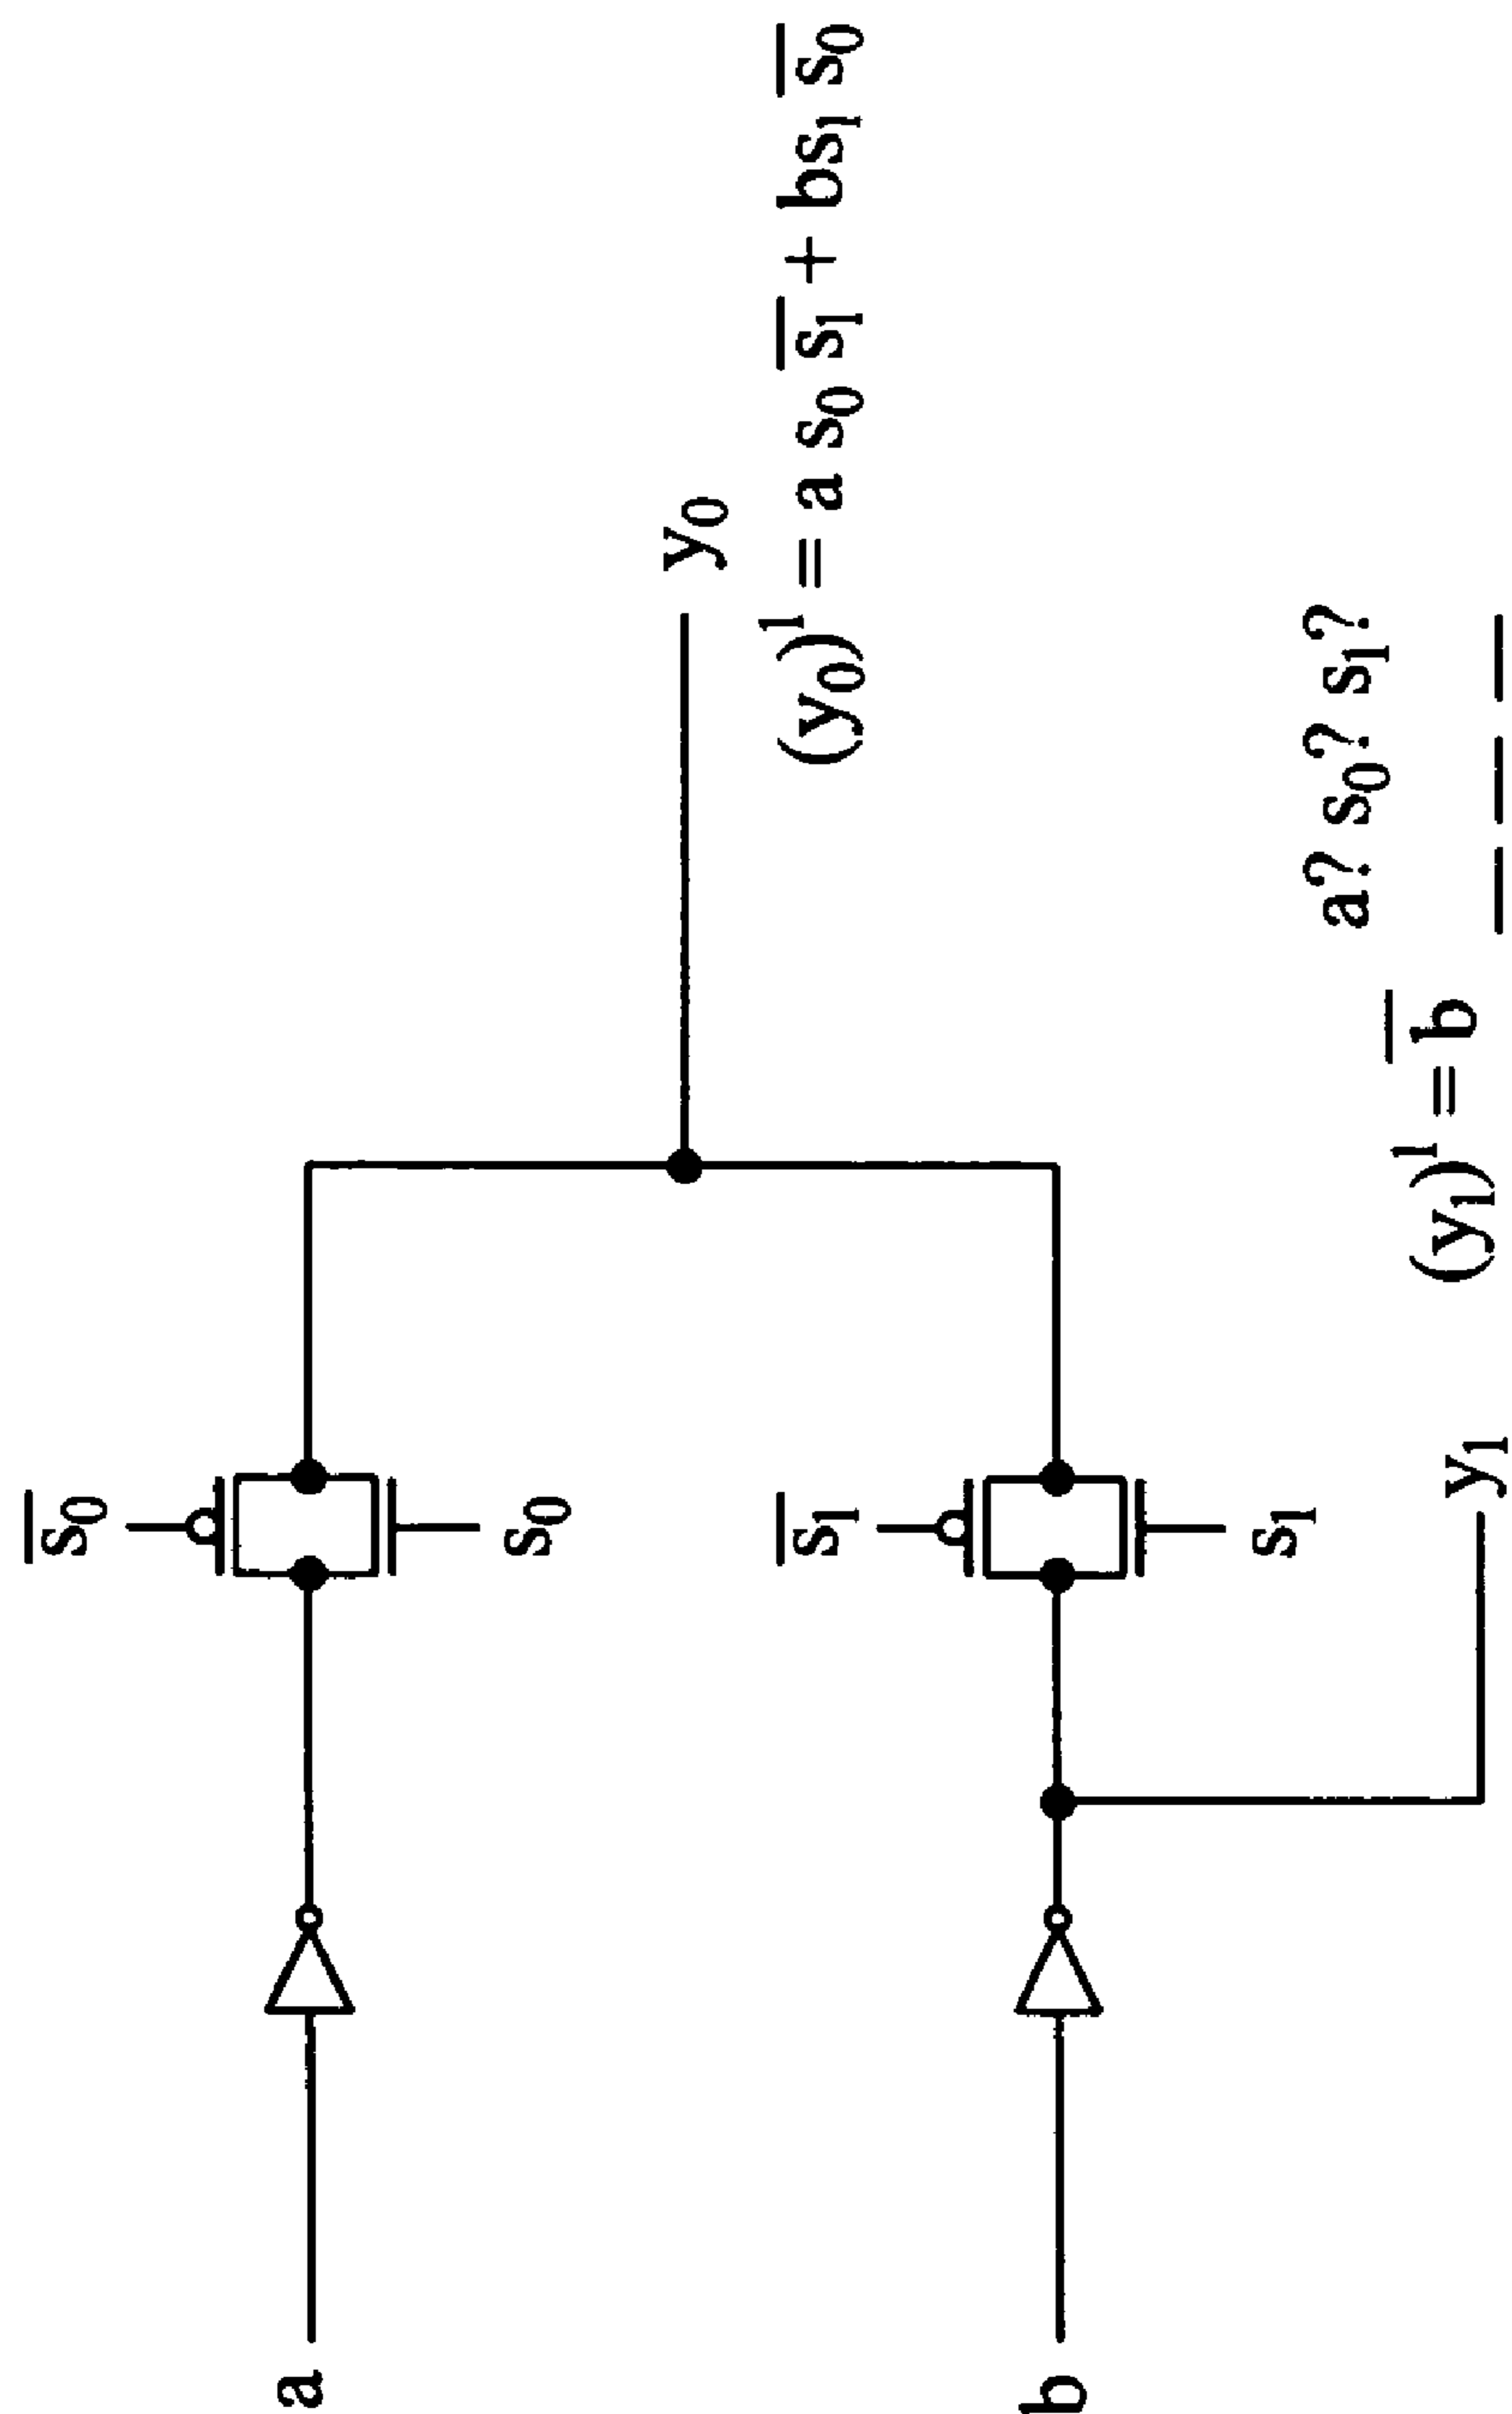 s̅₀
a
s₀
y₀
s̅₁
(y₀)¹ = a s₀ s̅₁ + bs₁ s̅₀
b
s₁
a? s₀? s₁?
y₁
(y₁)¹ = b̅ _ _ _